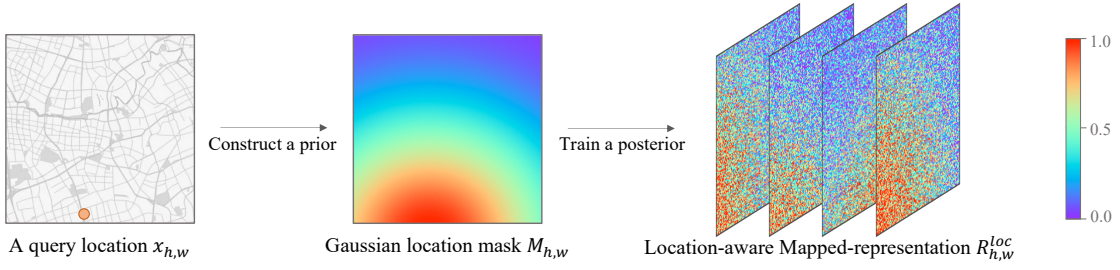 1.0
0.5
0.0
Construct a prior
Train a posterior
A query location $x_{h,w}$
Gaussian location mask $M_{h,w}$
Location-aware Mapped-representation $R_{h,w}^{loc}$